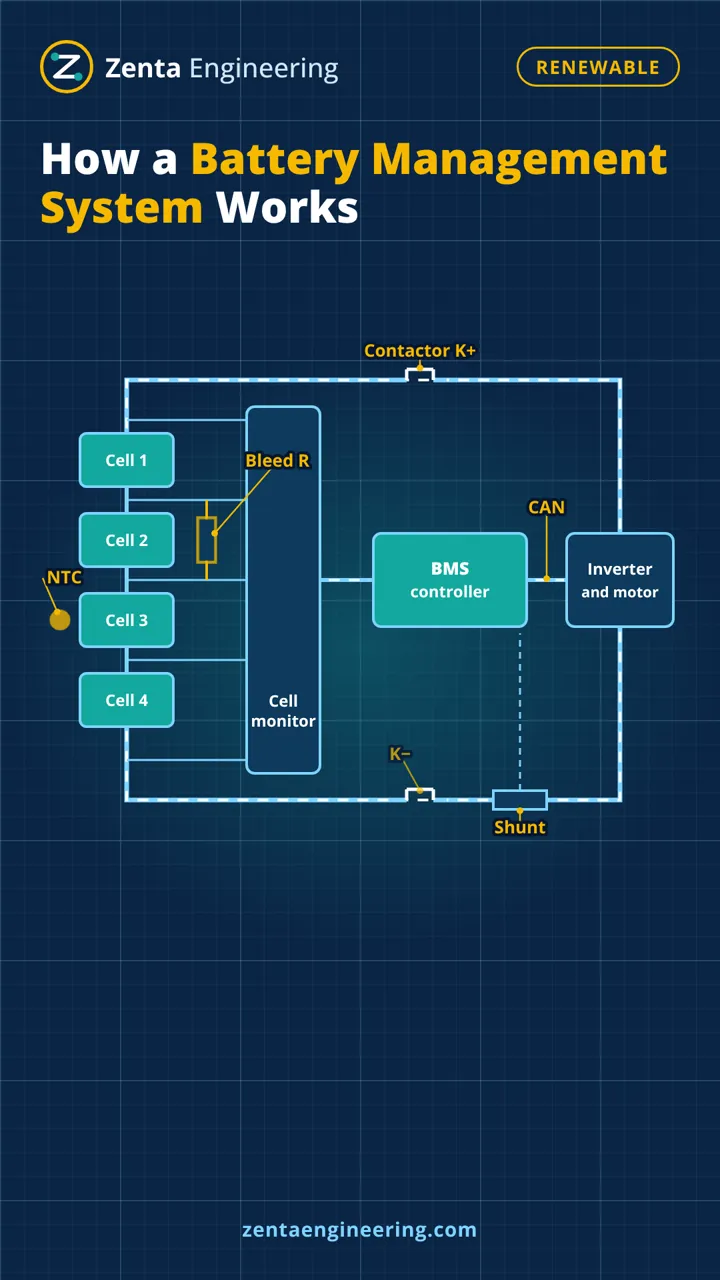 Zenta Engineering
RENEWABLE
How a Battery Management
System Works
Contactor K+
Cell 1
Bleed R
Cell 2
CAN
NTC
BMS
controller
Inverter
and motor
Cell 3
Cell 4
Cell
monitor
K−
Shunt
zentaengineering.com